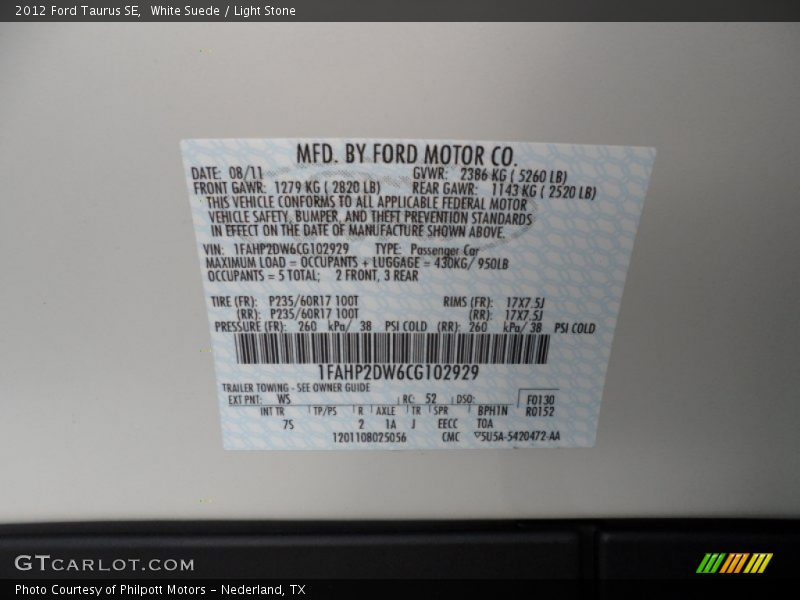 2012 Ford Taurus SE,  White Suede / Light Stone
MFD. BY FORD MOTOR CO.
DATE: 08/11 GVWR: 2386 KG ( 5260 LB)
FRONT GAWR: 1279 KG ( 2820 LB) REAR GAWR: 1143 KG ( 2520 LB)
THIS VEHICLE CONFORMS TO ALL APPLICABLE FEDERAL MOTOR
VEHICLE SAFETY, BUMPER, AND THEFT PREVENTION STANDARDS
IN EFFECT ON THE DATE OF MANUFACTURE SHOWN ABOVE.
VIN: 1FAHP2DW6CG102929 TYPE: Passenger Car
MAXIMUM LOAD = OCCUPANTS + LUGGAGE = 430KG/ 950LB
OCCUPANTS = 5 TOTAL; 2 FRONT, 3 REAR
TIRE (FR): P235/60R17 100T RIMS (FR): 17X7.5J
(RR): P235/60R17 100T (RR): 17X7.5J
PRESSURE (FR): 260 kPa/ 38 PSI COLD (RR): 260 kPa/ 38 PSI COLD
1FAHP2DW6CG102929
TRAILER TOWING - SEE OWNER GUIDE
EXT PNT: WS RC: 52 DSO: F0130
INT TR TP/PS R AXLE TR SPR BPH1N R0152
7S 2 1A J EECC T0A
1201108025056 CMC ▽5U5A-5420472-AA
GTCARLOT.COM
Photo Courtesy of Philpott Motors - Nederland, TX